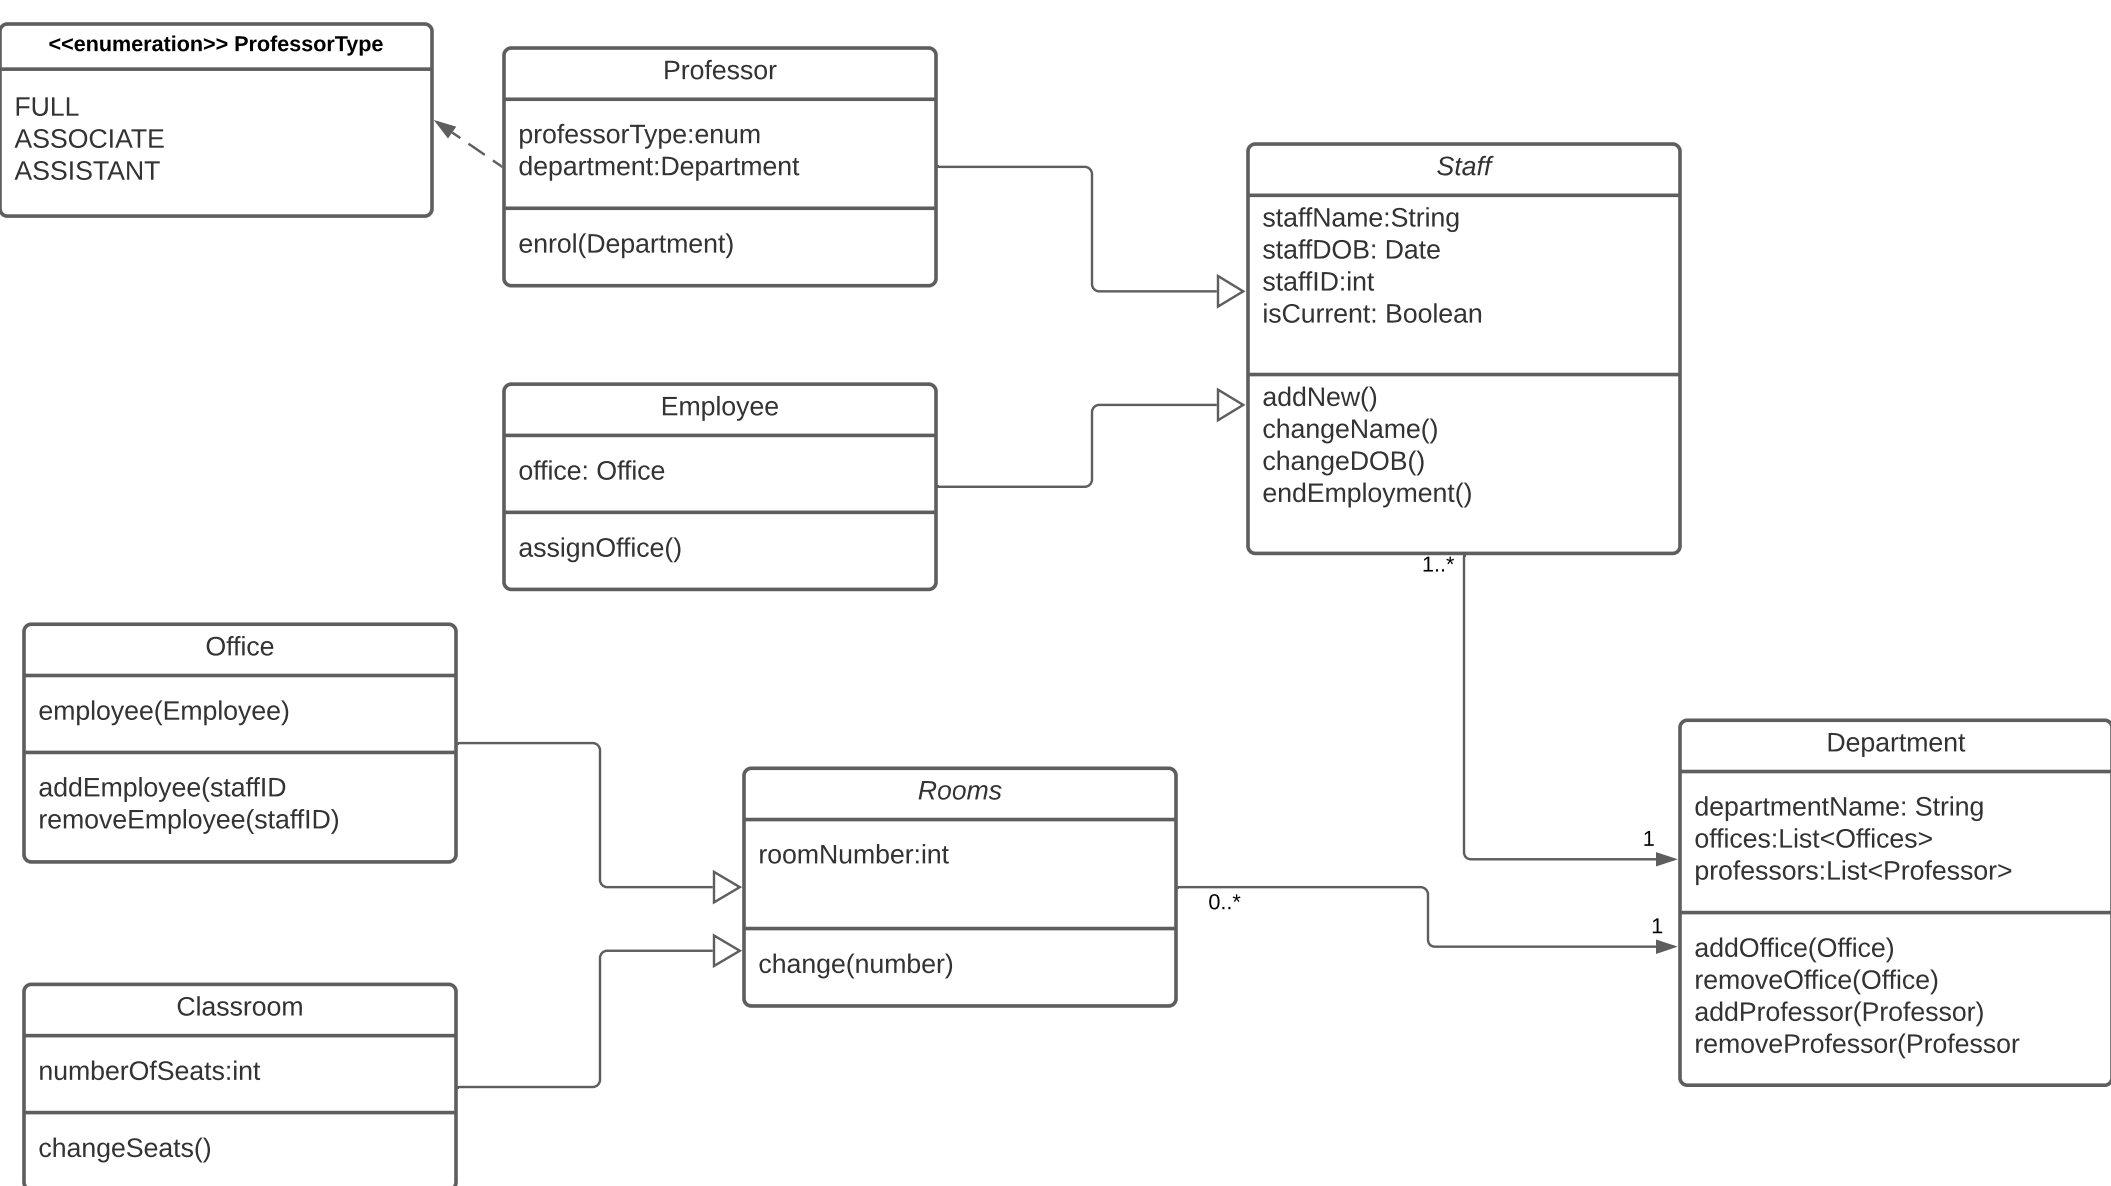 <<enumeration>> ProfessorType
FULL
ASSOCIATE
ASSISTANT
Professor
professorType:enum
department:Department
enrol(Department)
Staff
staffName:String
staffDOB: Date
staffID:int
isCurrent: Boolean
addNew()
changeName()
changeDOB()
endEmployment()
1..*
Employee
office: Office
assignOffice()
Office
employee(Employee)
addEmployee(staffID
removeEmployee(staffID)
Rooms
roomNumber:int
change(number)
0..*
1
1
Department
departmentName: String
offices:List<Offices>
professors:List<Professor>
addOffice(Office)
removeOffice(Office)
addProfessor(Professor)
removeProfessor(Professor
Classroom
numberOfSeats:int
changeSeats()